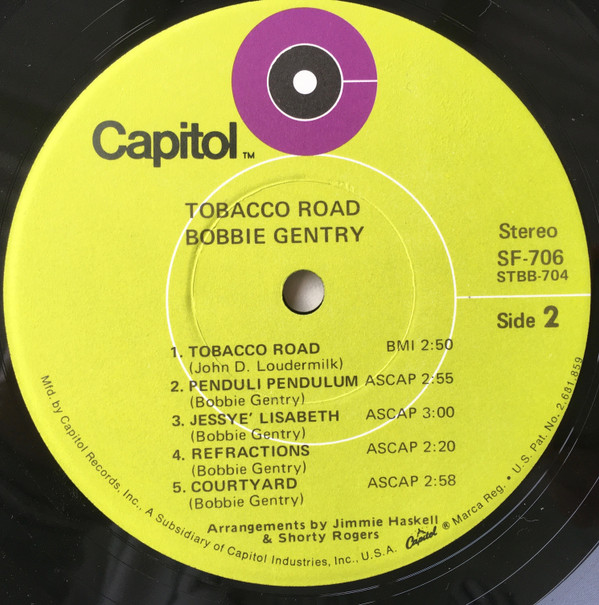 Capitol™
TOBACCO ROAD
BOBBIE GENTRY
Stereo
SF-706
STBB-704
Side 2
1. TOBACCO ROAD BMI 2:50
(John D. Loudermilk)
2. PENDULI PENDULUM ASCAP 2:55
(Bobbie Gentry)
3. JESSYE' LISABETH ASCAP 3:00
(Bobbie Gentry)
4. REFRACTIONS ASCAP 2:20
(Bobbie Gentry)
5. COURTYARD ASCAP 2:58
(Bobbie Gentry)
Arrangements by Jimmie Haskell
& Shorty Rogers
Mfd. by Capitol Records, Inc., A Subsidiary of Capitol Industries, Inc., U.S.A. Capitol ® Marca Reg. • U.S. Pat. No. 2,681,859